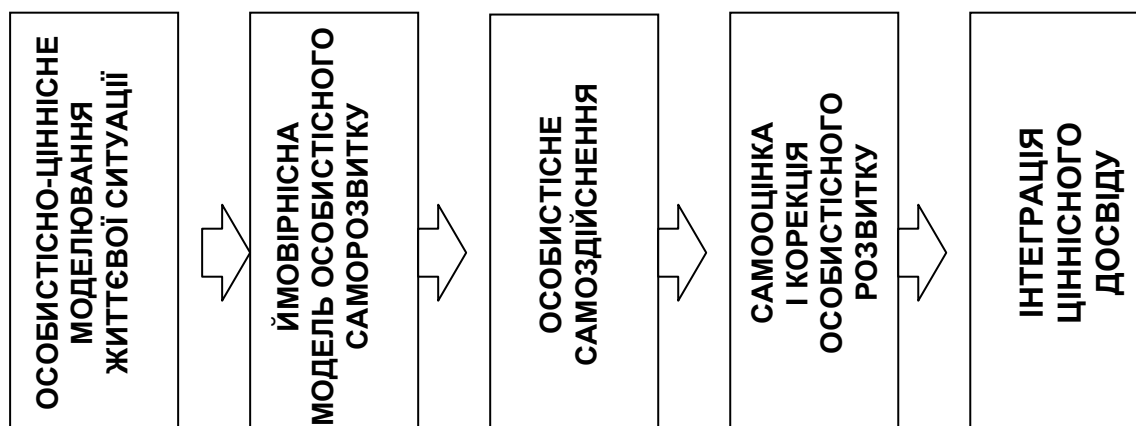 ОСОБИСТІСНО-ЦІННІСНЕ
МОДЕЛЮВАННЯ
ЖИТТЄВОЇ СИТУАЦІЇ
ЙМОВІРНІСНА
МОДЕЛЬ ОСОБИСТІСНОГО
САМОРОЗВИТКУ
ОСОБИСТІСНЕ
САМОЗДІЙСНЕННЯ
САМООЦІНКА
І КОРЕКЦІЯ
ОСОБИСТІСНОГО
РОЗВИТКУ
ІНТЕГРАЦІЯ
ЦІННІСНОГО
ДОСВІДУ